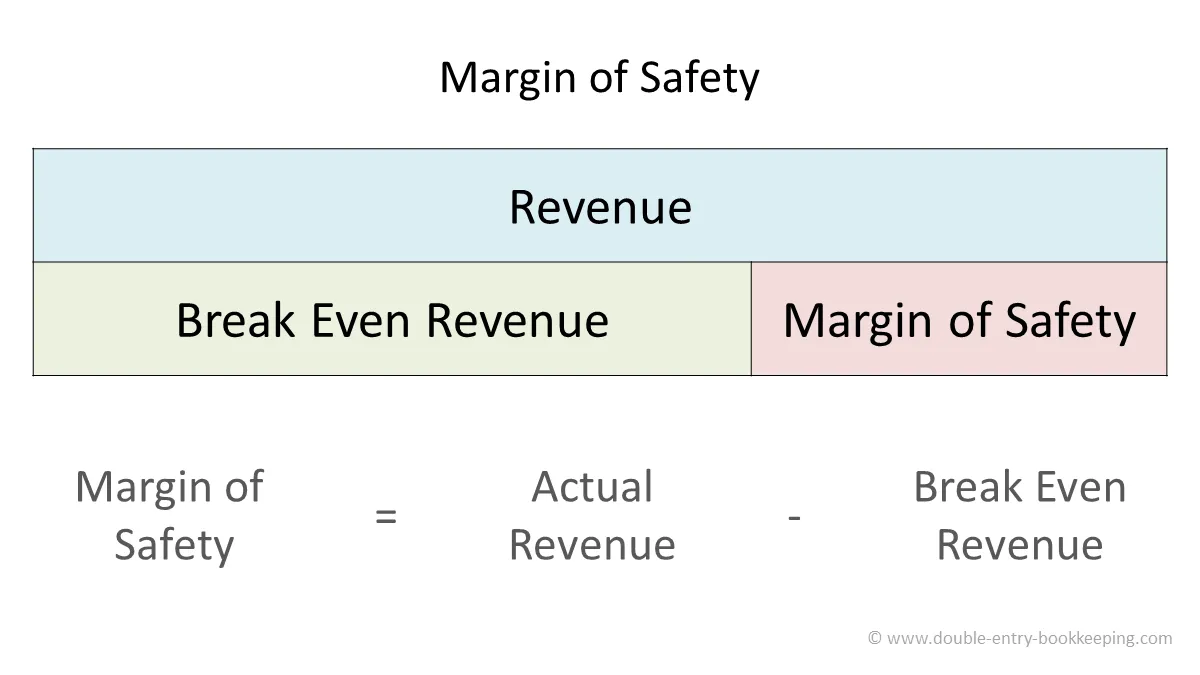 Margin of Safety
Revenue
Break Even Revenue
Margin of Safety
Margin of
Safety
=
Actual
Revenue
-
Break Even
Revenue
© www.double-entry-bookkeeping.com